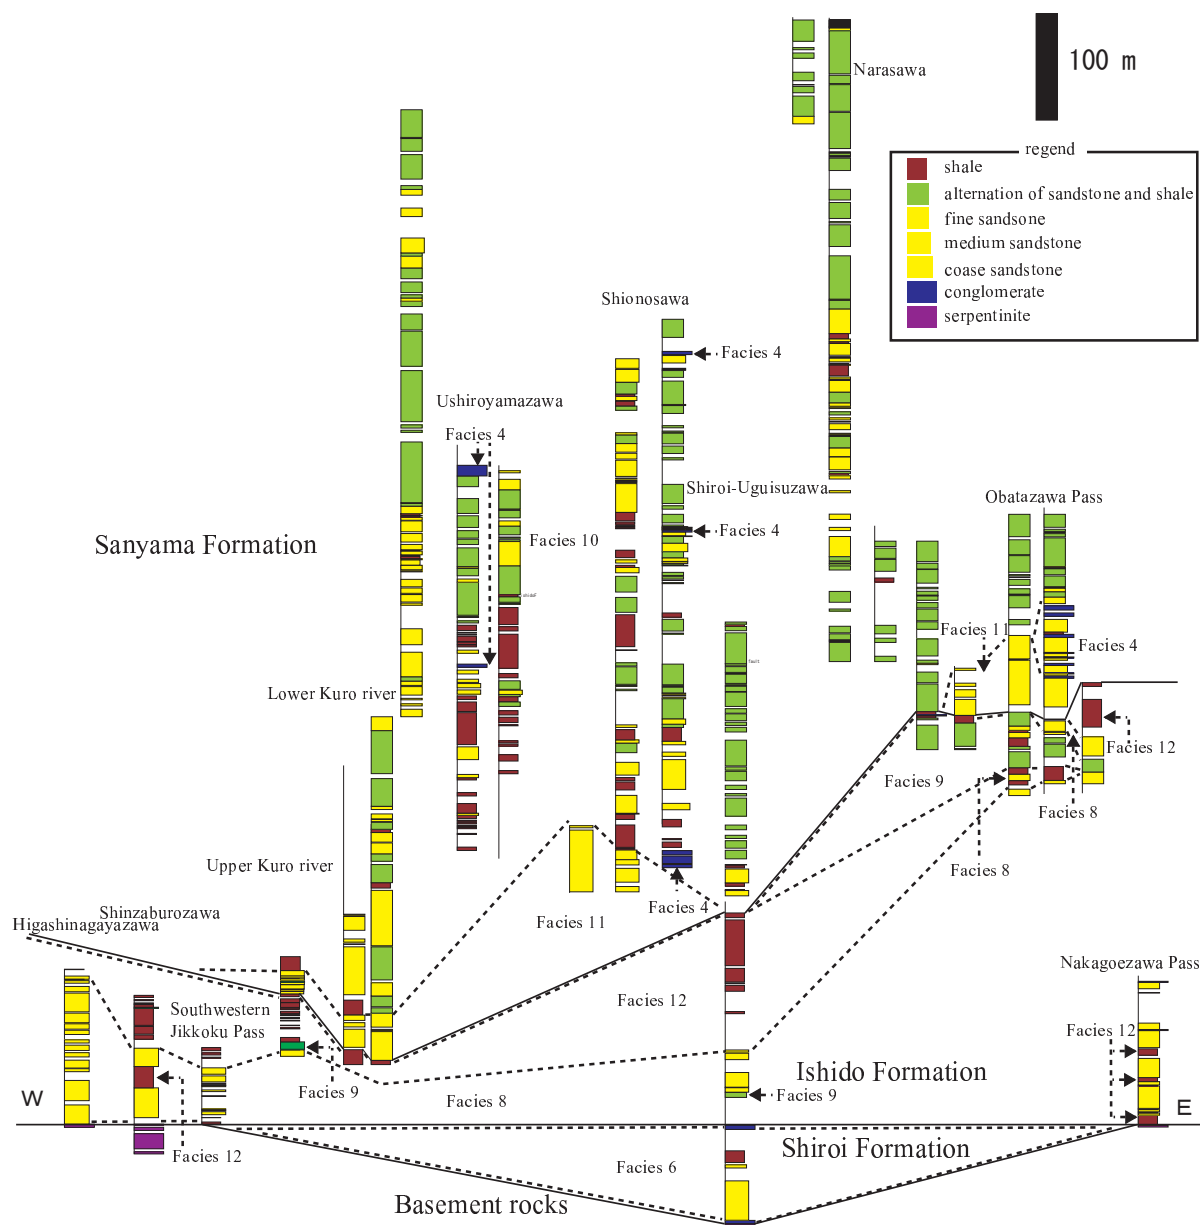 Narasawa
100 m
regend
shale
alternation of sandstone and shale
fine sandsone
medium sandstone
coase sandstone
conglomerate
serpentinite
Shionosawa
Facies 4
Ushiroyamazawa
Facies 4
Shiroi-Uguisuzawa
Obatazawa Pass
Facies 4
Sanyama Formation
Facies 10
Facies 11
Facies 4
Lower Kuro river
Facies 12
Facies 9
Facies 8
Upper Kuro river
Facies 8
Shinzaburozawa
Higashinagayazawa
Facies 11
Facies 4
Nakagoezawa Pass
Southwestern
Jikkoku Pass
Facies 12
Facies 12
Ishido Formation
Facies 9
Facies 8
Facies 9
W
E
Facies 12
Shiroi Formation
Facies 6
Basement rocks